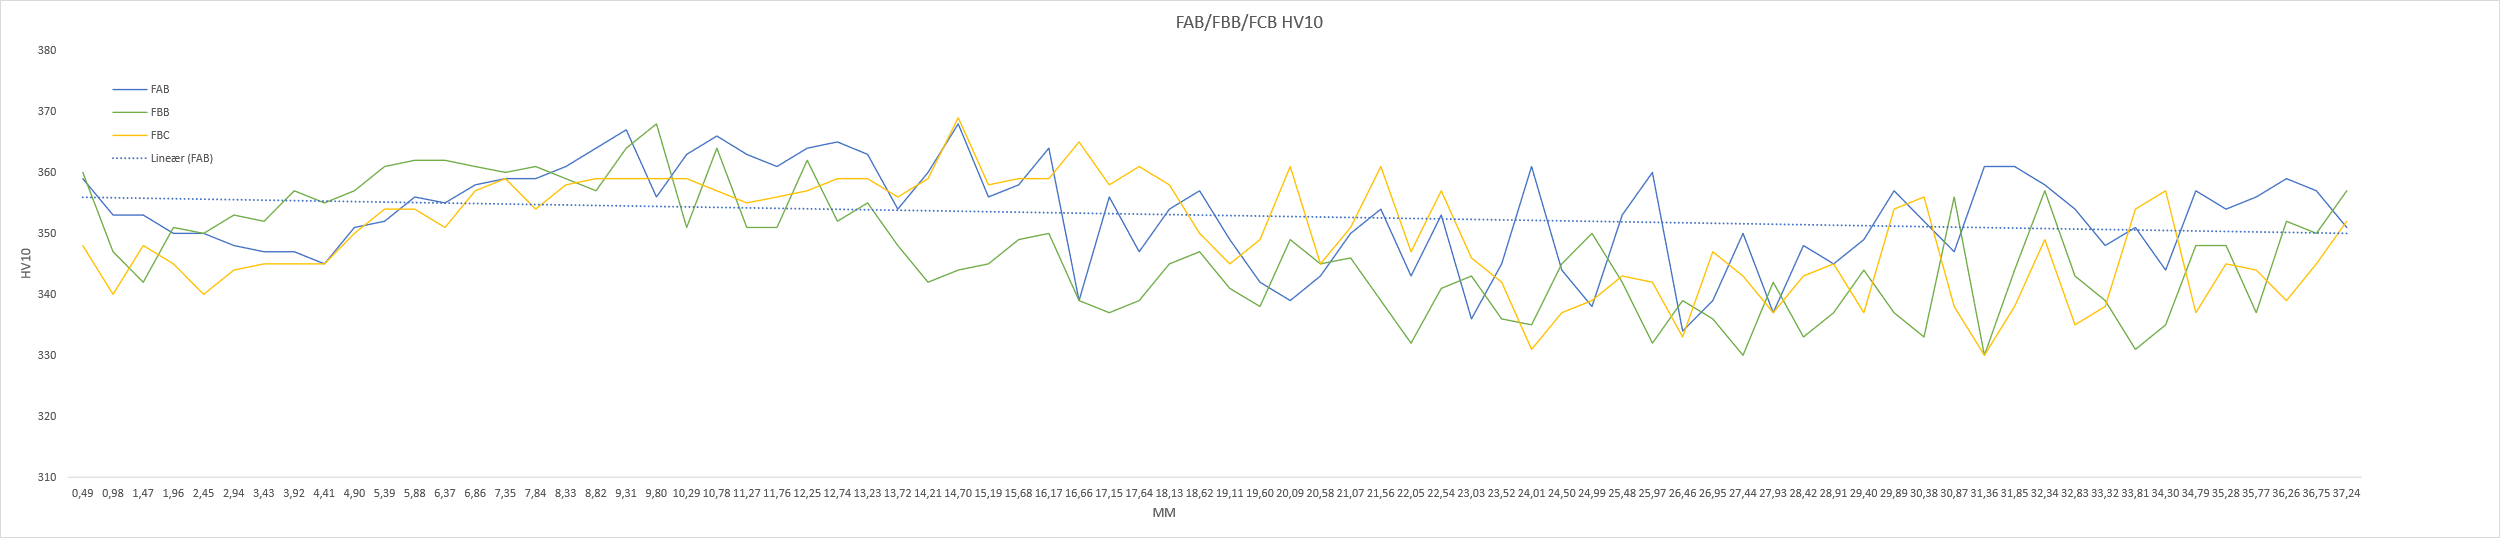 FAB/FBB/FCB HV10
380
370
360
350
340
330
320
310
HV10
FAB
FBB
FBC
Lineær (FAB)
0,49 0,98 1,47 1,96 2,45 2,94 3,43 3,92 4,41 4,90 5,39 5,88 6,37 6,86 7,35 7,84 8,33 8,82 9,31 9,80 10,29 10,78 11,27 11,76 12,25 12,74 13,23 13,72 14,21 14,70 15,19 15,68 16,17 16,66 17,15 17,64 18,13 18,62 19,11 19,60 20,09 20,58 21,07 21,56 22,05 22,54 23,03 23,52 24,01 24,50 24,99 25,48 25,97 26,46 26,95 27,44 27,93 28,42 28,91 29,40 29,89 30,38 30,87 31,36 31,85 32,34 32,83 33,32 33,81 34,30 34,79 35,28 35,77 36,26 36,75 37,24
MM